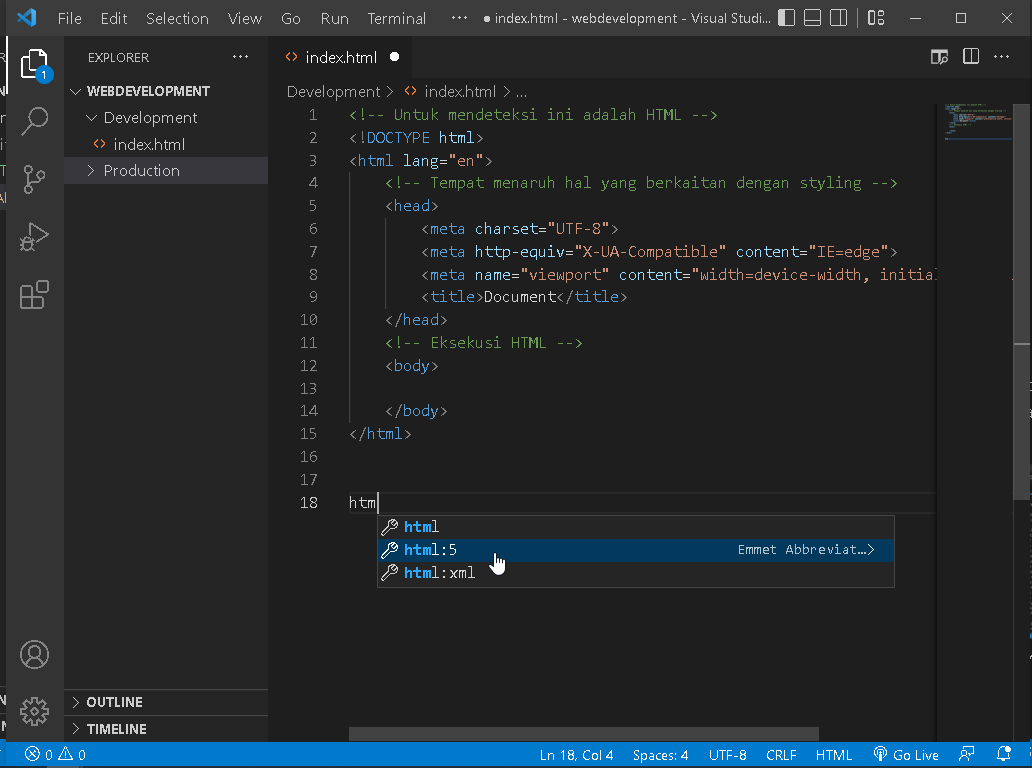 File Edit Selection View Go Run Terminal ··· ● index.html - webdevelopment - Visual Studi...
EXPLORER ···
index.html ●
1
WEBDEVELOPMENT
Development
index.html
Production
Development > index.html > ...
1 <!-- Untuk mendeteksi ini adalah HTML -->
2 <!DOCTYPE html>
3 <html lang="en">
4 <!-- Tempat menaruh hal yang berkaitan dengan styling -->
5 <head>
6 <meta charset="UTF-8">
7 <meta http-equiv="X-UA-Compatible" content="IE=edge">
8 <meta name="viewport" content="width=device-width, initial
9 <title>Document</title>
10 </head>
11 <!-- Eksekusi HTML -->
12 <body>
13
14 </body>
15 </html>
16
17
18 htm
html
html:5 Emmet Abbreviat...>
html:xml
OUTLINE
TIMELINE
0 0 Ln 18, Col 4 Spaces: 4 UTF-8 CRLF HTML Go Live